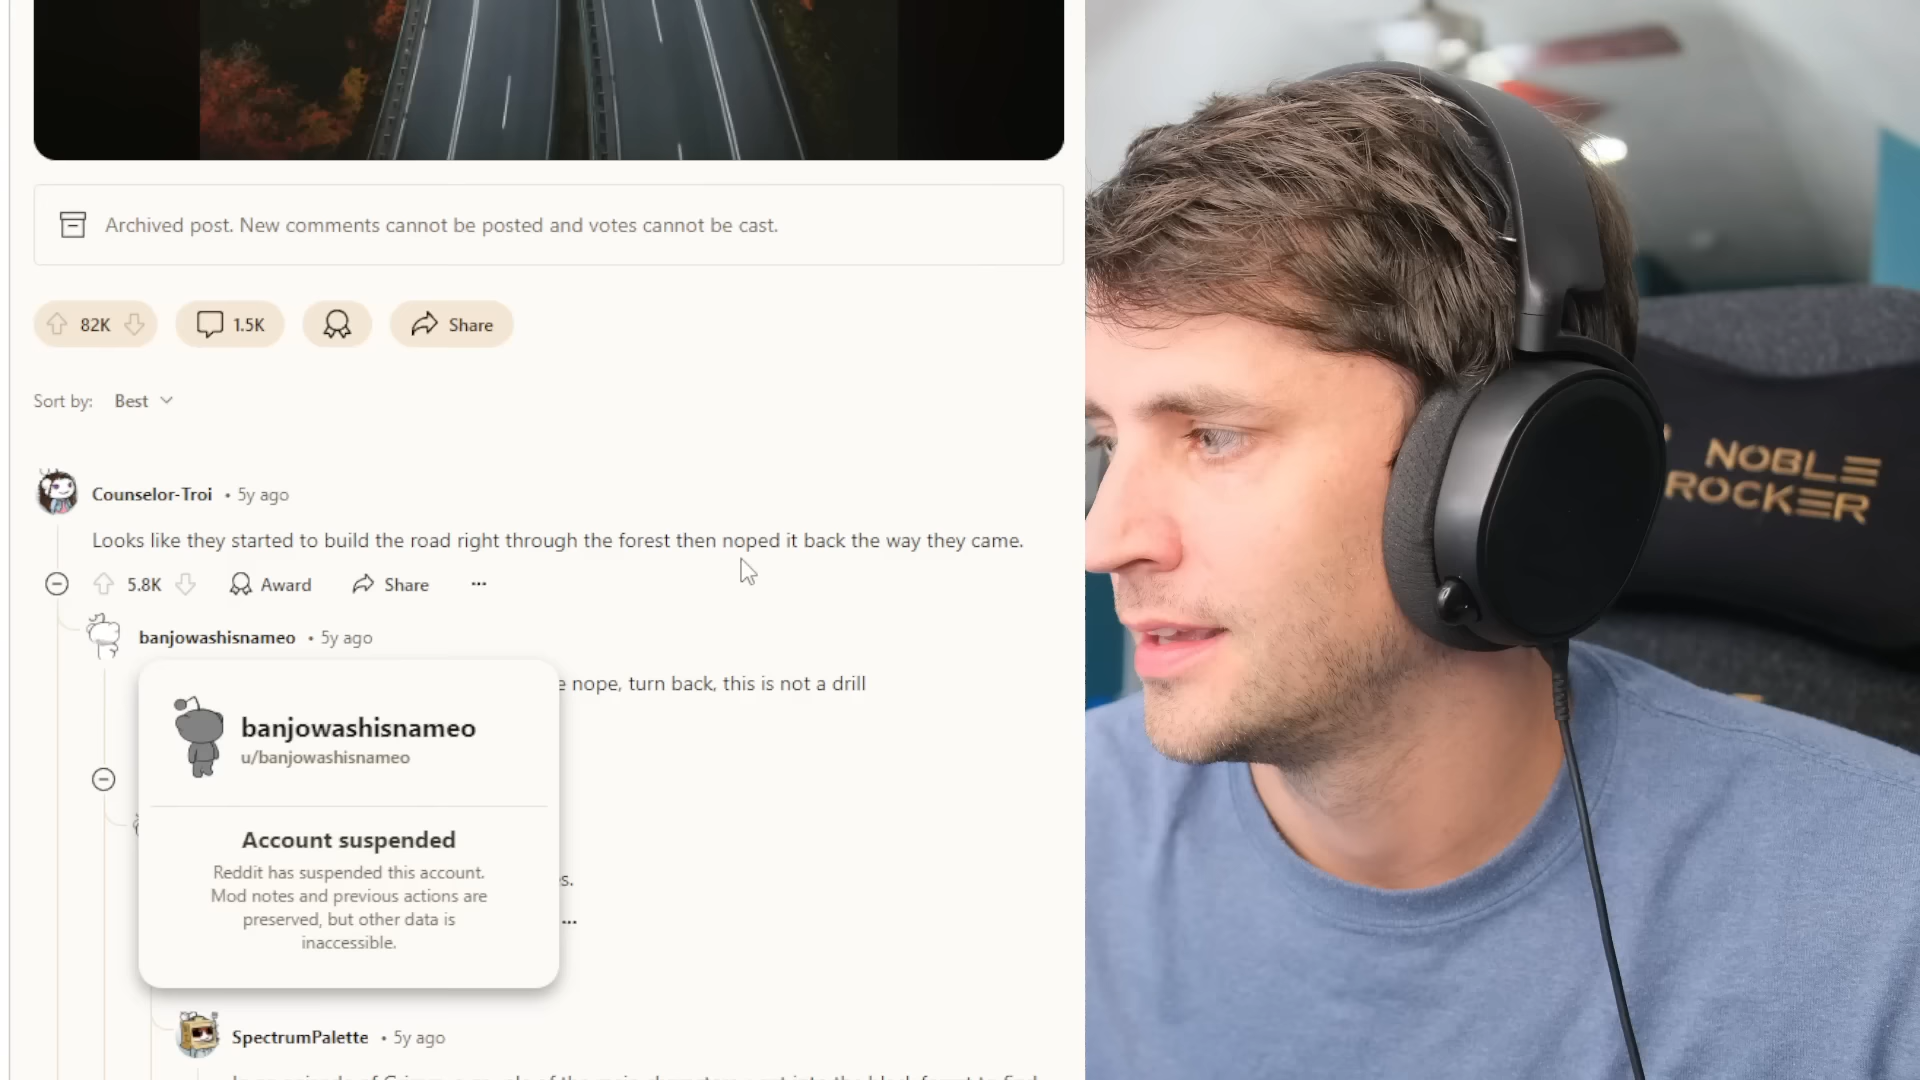 Archived post. New comments cannot be posted and votes cannot be cast.
82K
1.5K
Share
Sort by: Best
Counselor-Troi • 5y ago
Looks like they started to build the road right through the forest then noped it back the way they came.
5.8K Award Share ...
banjowashisnameo • 5y ago
e nope, turn back, this is not a drill
banjowashisnameo
u/banjowashisnameo
Account suspended
Reddit has suspended this account.
Mod notes and previous actions are
preserved, but other data is
inaccessible.
s.
...
SpectrumPalette • 5y ago
NOBLE
ROCKER